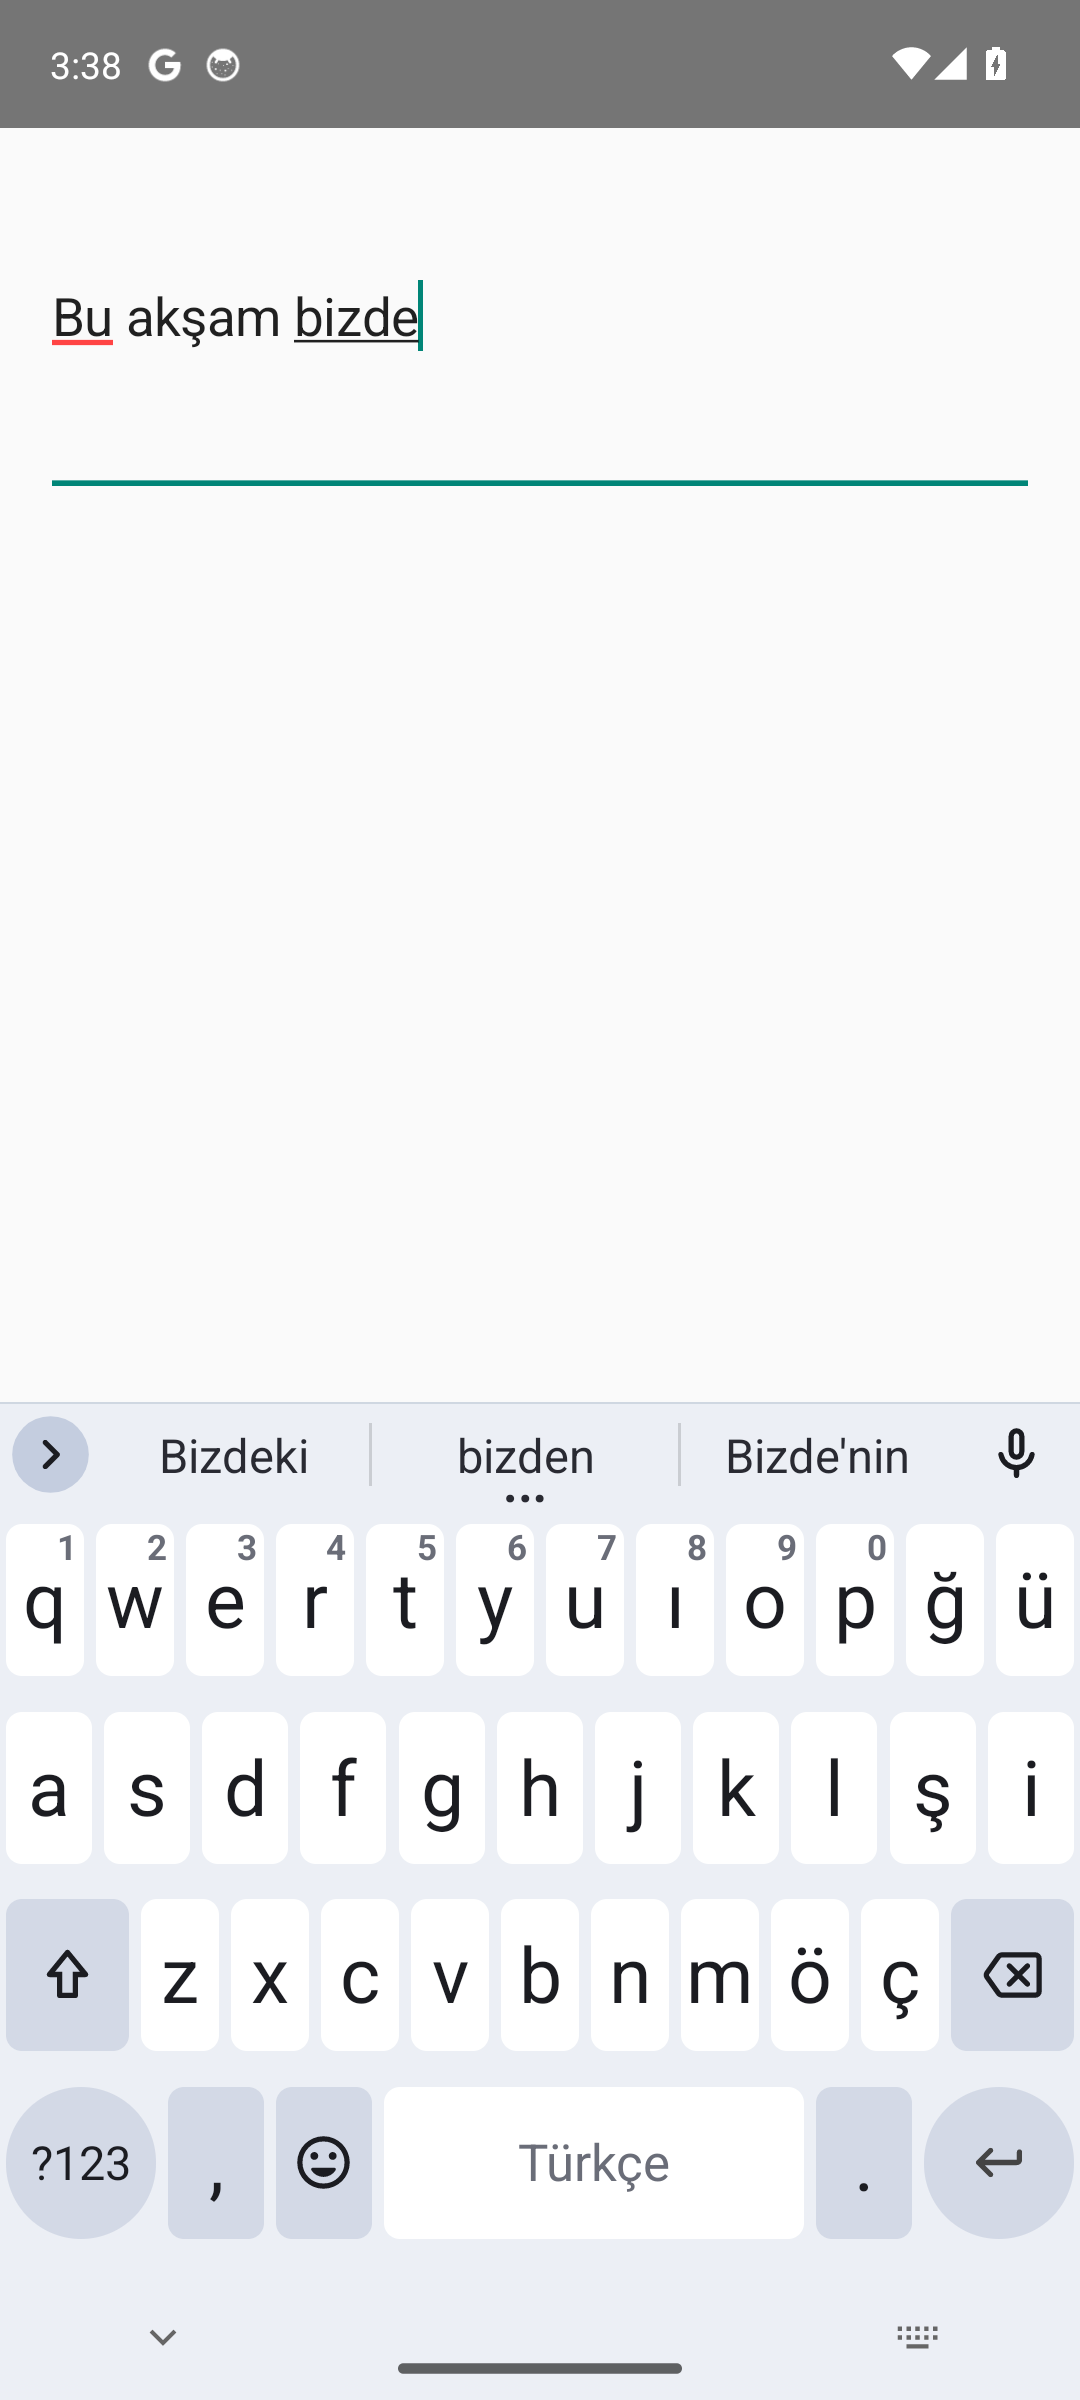 3:38
Bu akşam bizde
Bizdeki bizden Bizde'nin
1 2 3 4 5 6 7 8 9 0
q w e r t y u ı o p ğ ü
a s d f g h j k l ş i
z x c v b n m ö ç
?123 , Türkçe .